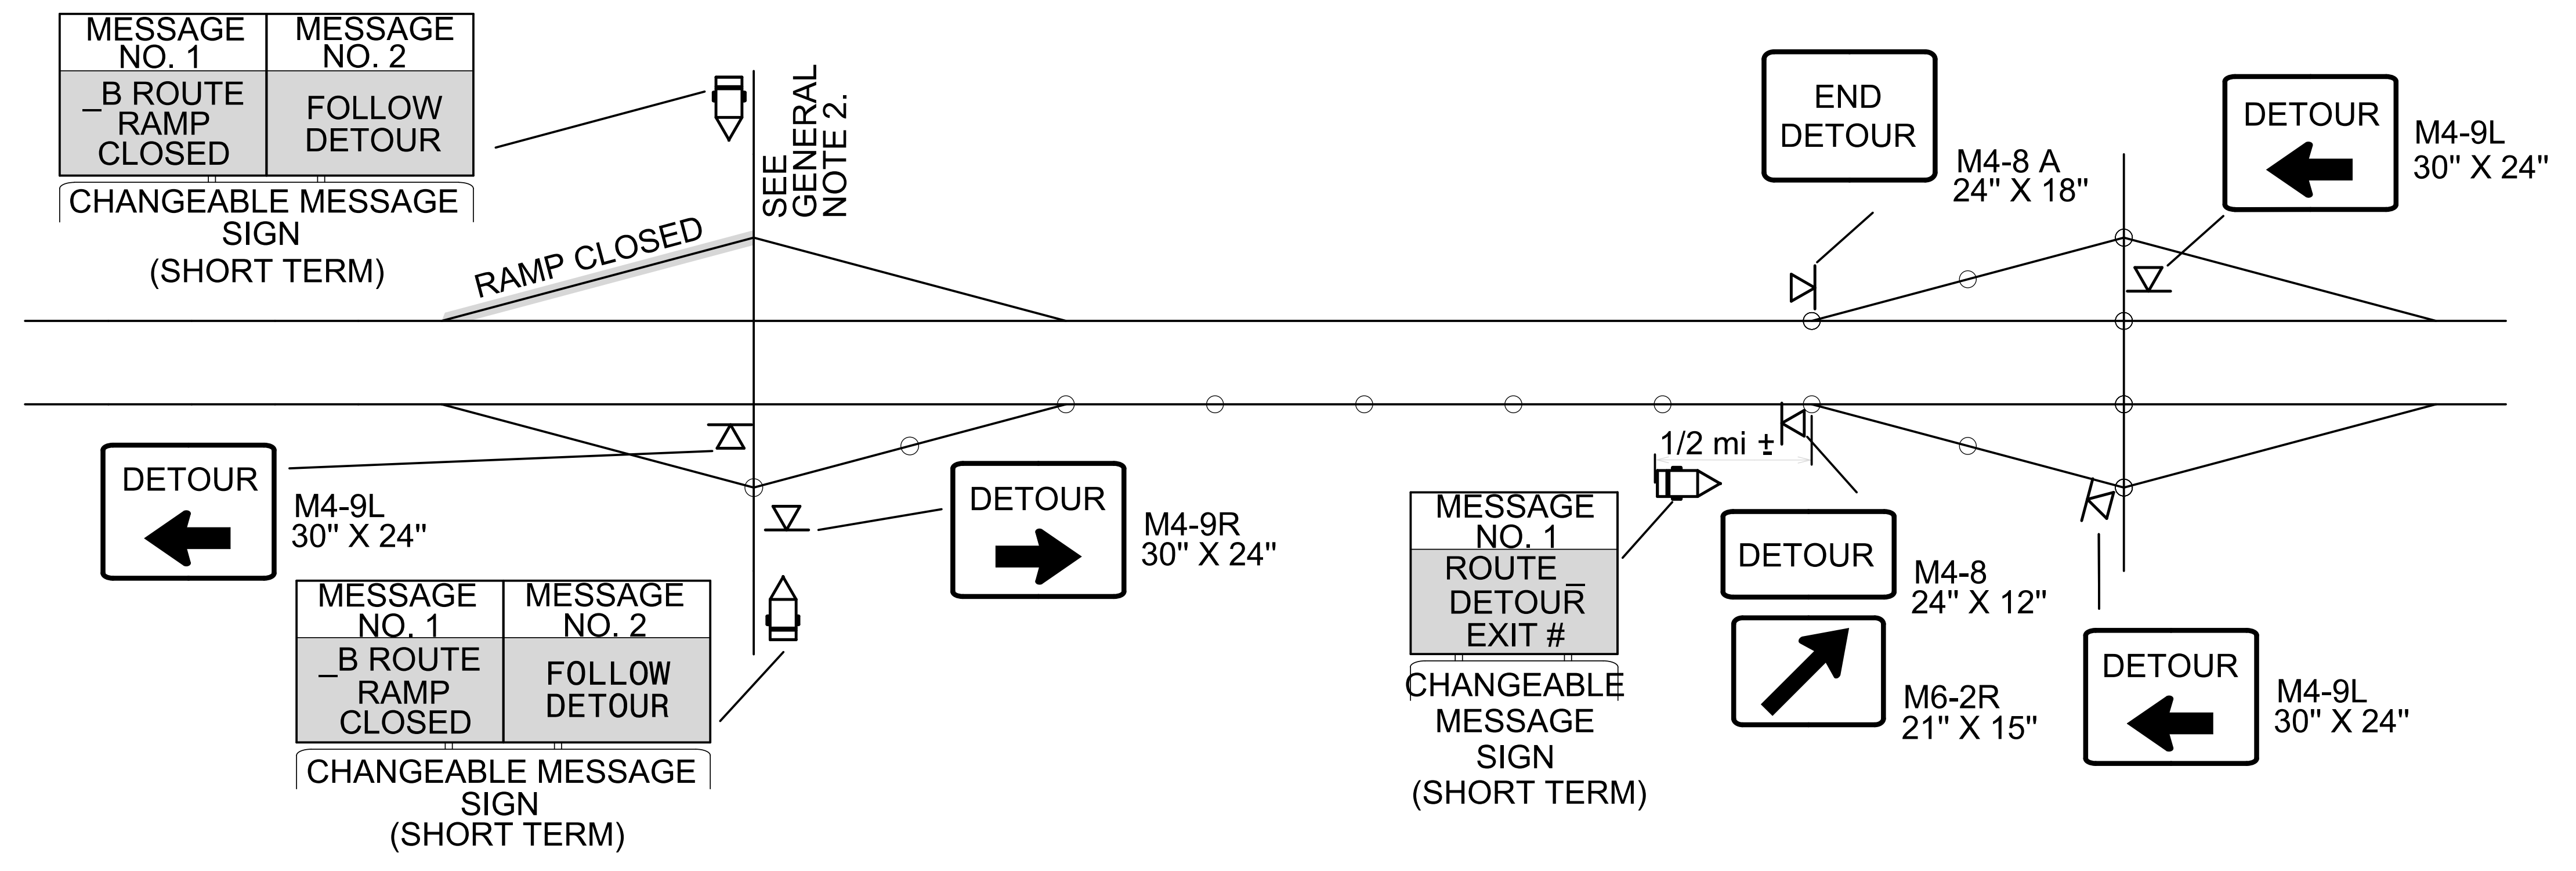 MESSAGE
NO. 1
MESSAGE
NO. 2
_B ROUTE
RAMP
CLOSED
FOLLOW
DETOUR
CHANGEABLE MESSAGE
SIGN
(SHORT TERM)
RAMP CLOSED
SEE
GENERAL
NOTE 2.
END
DETOUR
M4-8 A
24" X 18"
DETOUR
M4-9L
30" X 24"
DETOUR
M4-9L
30" X 24"
MESSAGE
NO. 1
MESSAGE
NO. 2
_B ROUTE
RAMP
CLOSED
FOLLOW
DETOUR
CHANGEABLE MESSAGE
SIGN
(SHORT TERM)
DETOUR
M4-9R
30" X 24"
1/2 mi ±
MESSAGE
NO. 1
ROUTE _
DETOUR
EXIT #
CHANGEABLE
MESSAGE
SIGN
(SHORT TERM)
DETOUR
M4-8
24" X 12"
M6-2R
21" X 15"
DETOUR
M4-9L
30" X 24"